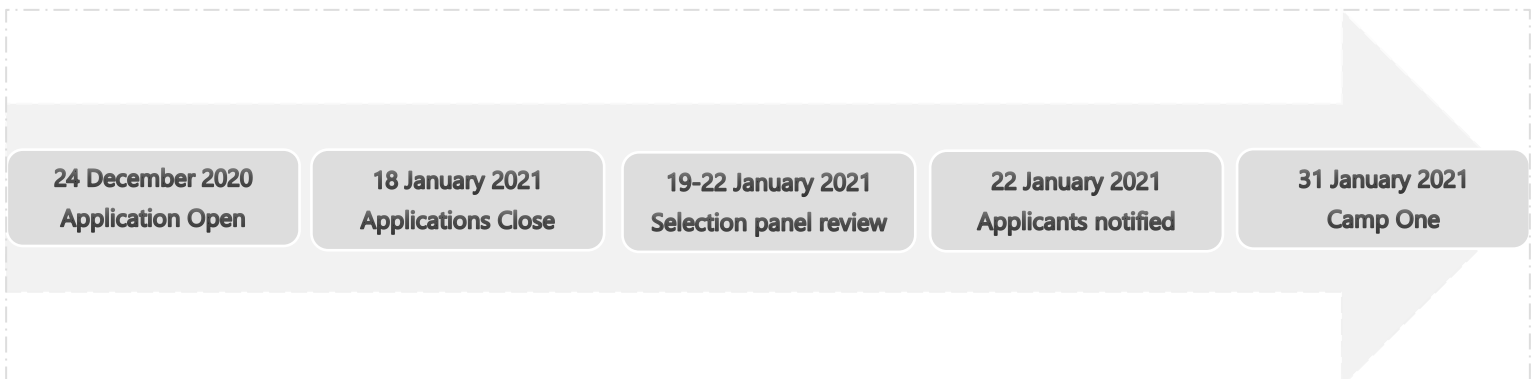 24 December 2020
Application Open
18 January 2021
Applications Close
19-22 January 2021
Selection panel review
22 January 2021
Applicants notified
31 January 2021
Camp One